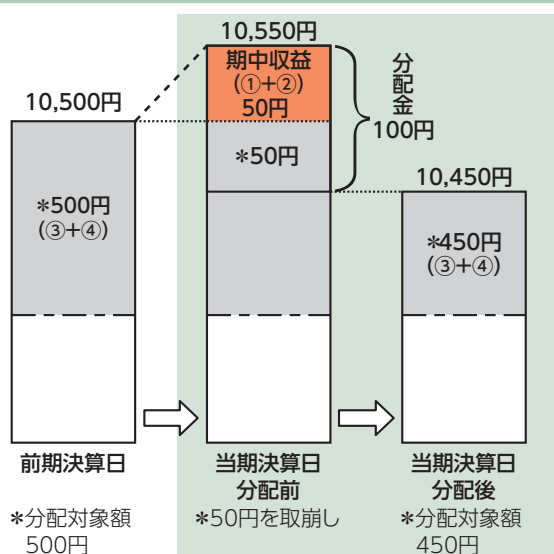 10,550円
期中収益
(①+②)
50円
分配金
100円
10,500円
*50円
10,450円
*500円
(③+④)
*450円
(③+④)
前期決算日
当期決算日
分配前
当期決算日
分配後
*分配対象額
500円
*50円を取崩し
*分配対象額
450円